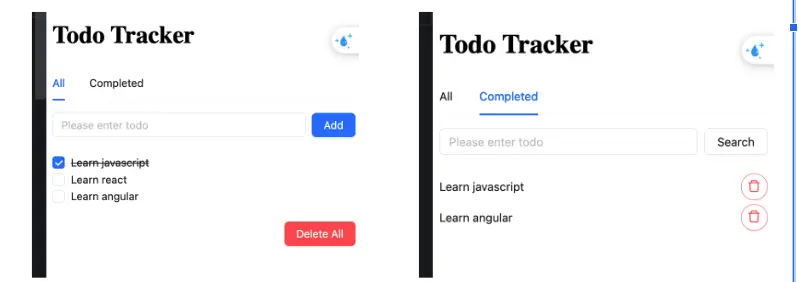 Todo Tracker
All Completed
Please enter todo Add
Learn javascript
Learn react
Learn angular
Delete All
Todo Tracker
All Completed
Please enter todo Search
Learn javascript
Learn angular